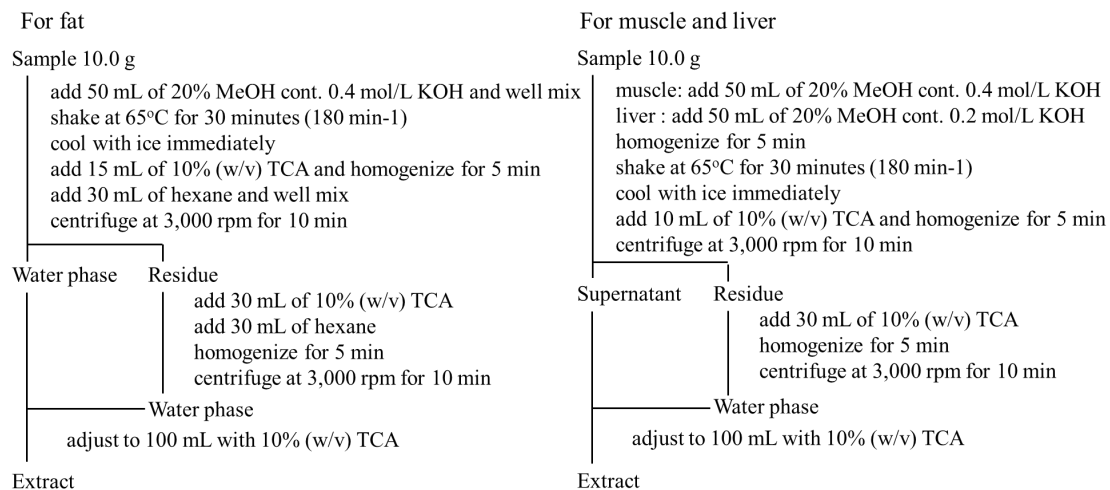 For fat
Sample 10.0 g
add 50 mL of 20% MeOH cont. 0.4 mol/L KOH and well mix
shake at 65°C for 30 minutes (180 min-1)
cool with ice immediately
add 15 mL of 10% (w/v) TCA and homogenize for 5 min
add 30 mL of hexane and well mix
centrifuge at 3,000 rpm for 10 min
Water phase Residue
add 30 mL of 10% (w/v) TCA
add 30 mL of hexane
homogenize for 5 min
centrifuge at 3,000 rpm for 10 min
Water phase
adjust to 100 mL with 10% (w/v) TCA
Extract
For muscle and liver
Sample 10.0 g
muscle: add 50 mL of 20% MeOH cont. 0.4 mol/L KOH
liver : add 50 mL of 20% MeOH cont. 0.2 mol/L KOH
homogenize for 5 min
shake at 65°C for 30 minutes (180 min-1)
cool with ice immediately
add 10 mL of 10% (w/v) TCA and homogenize for 5 min
centrifuge at 3,000 rpm for 10 min
Supernatant Residue
add 30 mL of 10% (w/v) TCA
homogenize for 5 min
centrifuge at 3,000 rpm for 10 min
Water phase
adjust to 100 mL with 10% (w/v) TCA
Extract